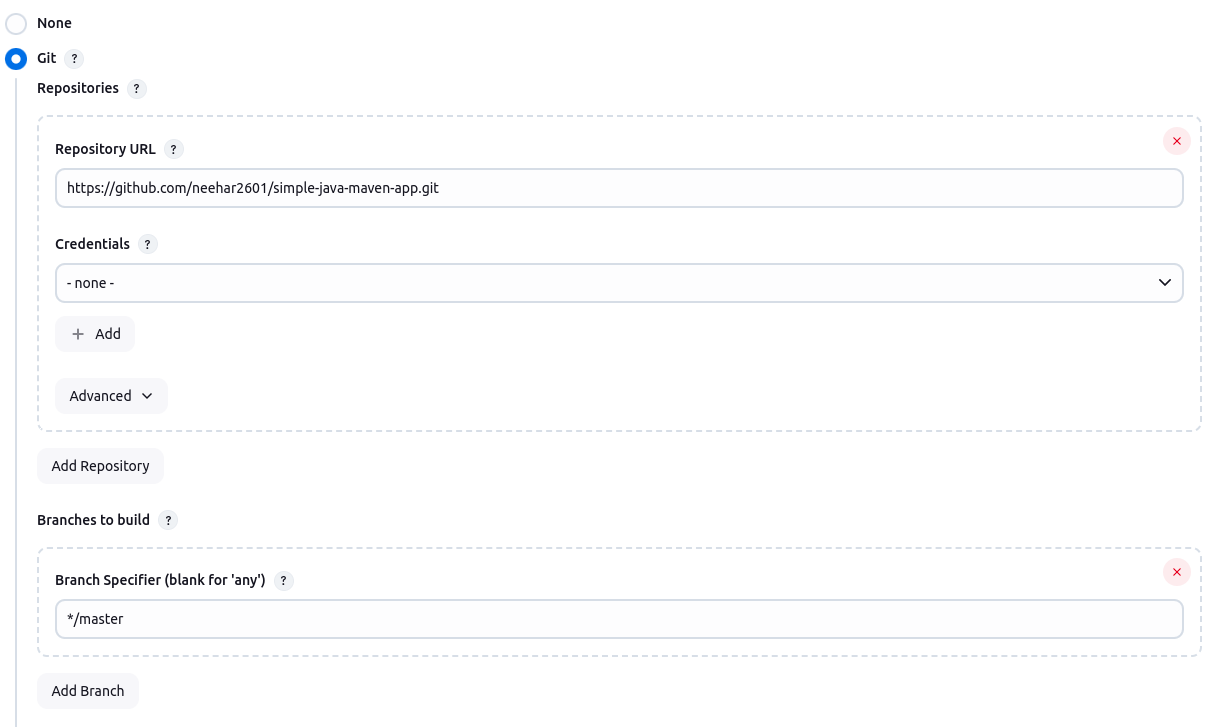 None
Git ?
Repositories ?
Repository URL ?
https://github.com/neehar2601/simple-java-maven-app.git
Credentials ?
- none -
+ Add
Advanced
Add Repository
Branches to build ?
Branch Specifier (blank for 'any') ?
*/master
Add Branch